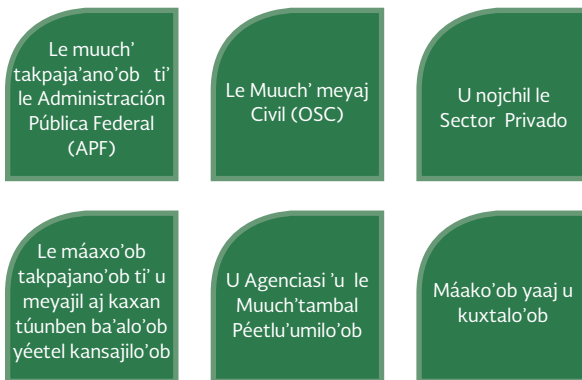 Le muuch'
takpaja'ano'ob ti'
le Administración
Pública Federal
(APF)
Le Muuch' meyaj
Civil (OSC)
U nojchil le
Sector Privado
Le máaxo'ob
takpajano'ob ti' u
meyajil aj kaxan
túunben ba'alo'ob
yéetel kansajilo'ob
U Agenciasi 'u le
Muuch'tambal
Péetlu'umilo'ob
Máako'ob yaaj u
kuxtalo'ob